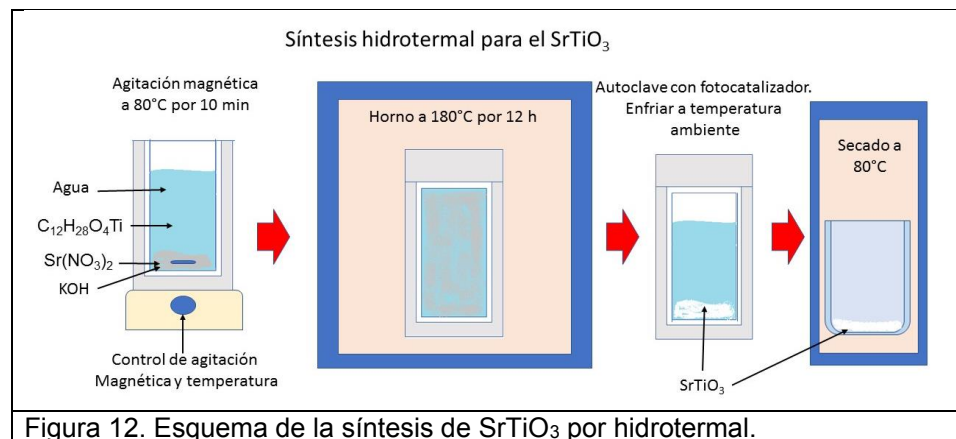 Síntesis hidrotermal para el SrTiO₃
Agitación magnética
a 80°C por 10 min
Agua
C₁₂H₂₈O₄Ti
Sr(NO₃)₂
KOH
Control de agitación
Magnética y temperatura
Horno a 180°C por 12 h
Autoclave con fotocatalizador.
Enfriar a temperatura
ambiente
SrTiO₃
Secado a
80°C
Figura 12. Esquema de la síntesis de SrTiO₃ por hidrotermal.